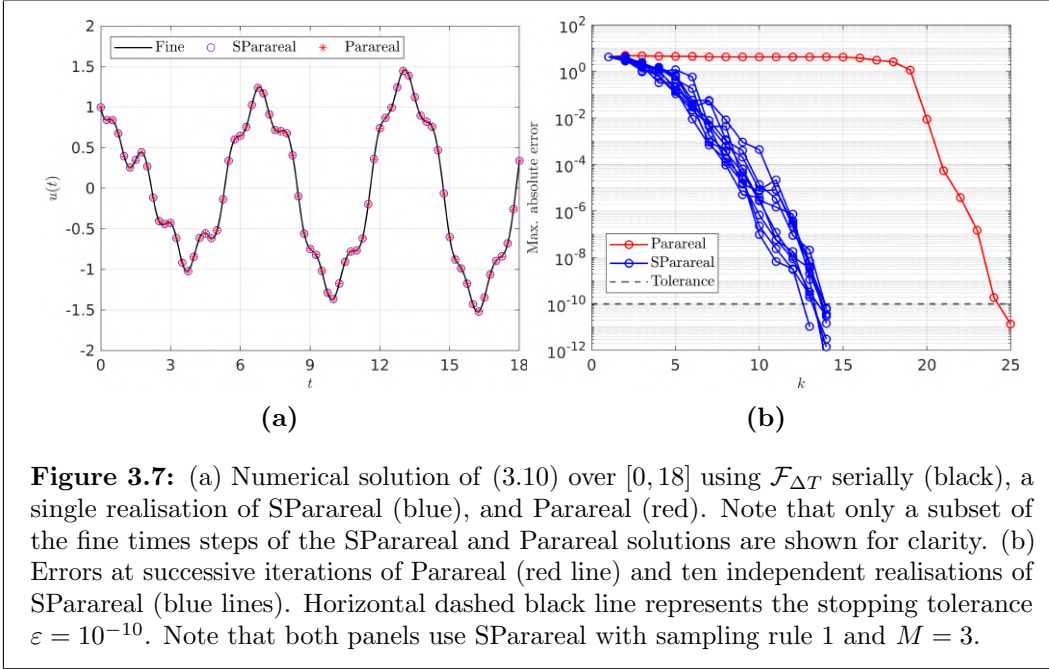 2
1.5
1
0.5
0
-0.5
-1
-1.5
-2
u(t)
Fine SParareal Parareal
0 3 6 9 12 15 18
t
(a)
10^2
10^0
10^-2
10^-4
10^-6
10^-8
10^-10
10^-12
Max. absolute error
Parareal
SParareal
Tolerance
0 5 10 15 20 25
k
(b)
Figure 3.7: (a) Numerical solution of (3.10) over [0, 18] using F_ΔT serially (black), a
single realisation of SParareal (blue), and Parareal (red). Note that only a subset of
the fine times steps of the SParareal and Parareal solutions are shown for clarity. (b)
Errors at successive iterations of Parareal (red line) and ten independent realisations of
SParareal (blue lines). Horizontal dashed black line represents the stopping tolerance
ε = 10^-10. Note that both panels use SParareal with sampling rule 1 and M = 3.